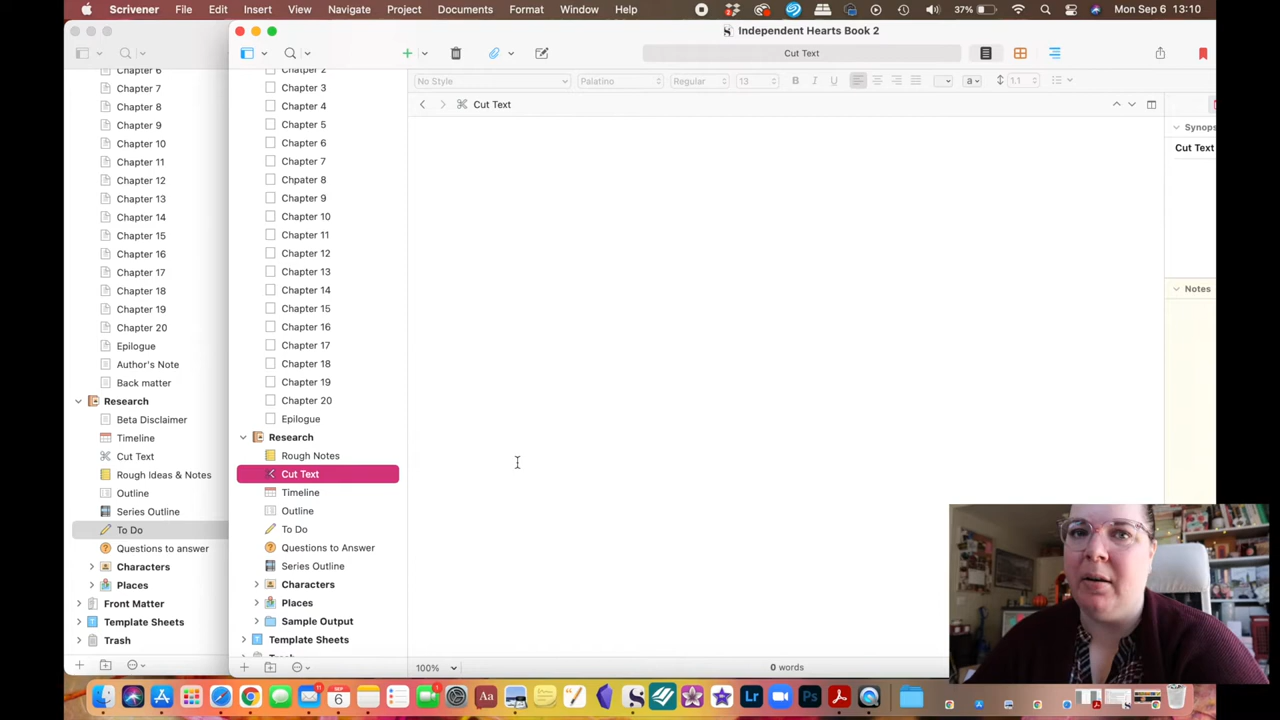 Scrivener File Edit Insert View Navigate Project Documents Format Window Help 37% Mon Sep 6 13:10
Independent Hearts Book 2
Cut Text
No Style Palatino Regular 13 B I U a 1.1
Cut Text
Chapter 6
Chapter 7
Chapter 8
Chapter 9
Chapter 10
Chapter 11
Chapter 12
Chapter 13
Chapter 14
Chapter 15
Chapter 16
Chapter 17
Chapter 18
Chapter 19
Chapter 20
Epilogue
Author's Note
Back matter
Research
Beta Disclaimer
Timeline
Cut Text
Rough Ideas & Notes
Outline
Series Outline
To Do
Questions to answer
Characters
Places
Front Matter
Template Sheets
Trash
Chapter 2
Chapter 3
Chapter 4
Chapter 5
Chapter 6
Chapter 7
Chpater 8
Chapter 9
Chapter 10
Chapter 11
Chapter 12
Chapter 13
Chapter 14
Chapter 15
Chapter 16
Chapter 17
Chapter 18
Chapter 19
Chapter 20
Epilogue
Research
Rough Notes
Cut Text
Timeline
Outline
To Do
Questions to Answer
Series Outline
Characters
Places
Sample Output
Template Sheets
Synops
Cut Text
Notes
100%
0 words
SEP
6
Aa
Lr
Ps